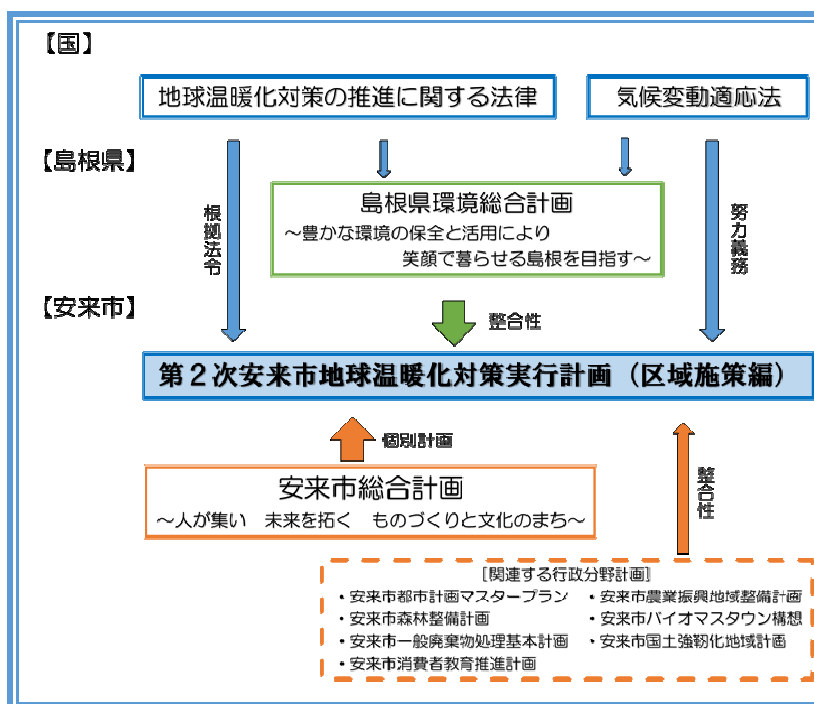 【国】
地球温暖化対策の推進に関する法律
気候変動適応法
【島根県】
根拠法令
島根県環境総合計画
～豊かな環境の保全と活用により
笑顔で暮らせる島根を目指す～
努力義務
【安来市】
整合性
第２次安来市地球温暖化対策実行計画（区域施策編）
個別計画
安来市総合計画
～人が集い　未来を拓く　ものづくりと文化のまち～
整合性
［関連する行政分野計画］
・安来市都市計画マスタープラン　・安来市農業振興地域整備計画
・安来市森林整備計画　・安来市バイオマスタウン構想
・安来市一般廃棄物処理基本計画　・安来市国土強靱化地域計画
・安来市消費者教育推進計画